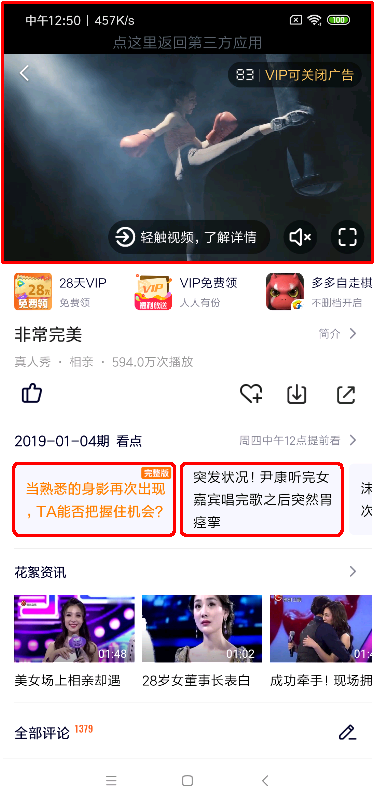 中午12:50 | 457K/s
100
点这里返回第三方应用
83 | VIP可关闭广告
轻触视频，了解详情
28天VIP
免费领
VIP免费领
人人有份
多多自走棋
不删档开启
非常完美
简介
真人秀 · 相亲 · 594.0万次播放
2019-01-04期 看点
周四中午12点提前看
完整版
当熟悉的身影再次出现
，TA能否把握住机会？
突发状况！尹康听完女
嘉宾唱完歌之后突然胃
痉挛
沫
次
花絮资讯
01:48
01:02
美女场上相亲却遇
28岁女董事长表白
成功牵手！现场拥
全部评论 1379